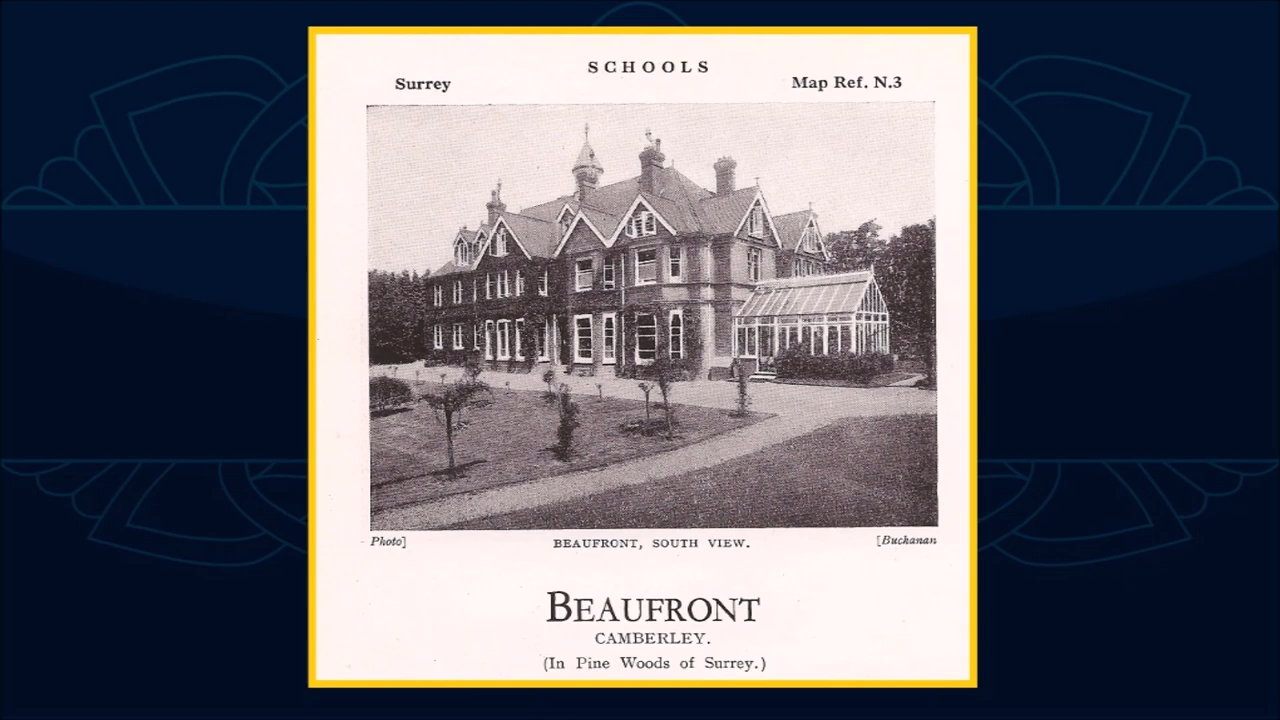 SCHOOLS
Surrey
Map Ref. N.3
Photo]
BEAUFRONT, SOUTH VIEW.
[Buchanan
BEAUFRONT
CAMBERLEY.
(In Pine Woods of Surrey.)